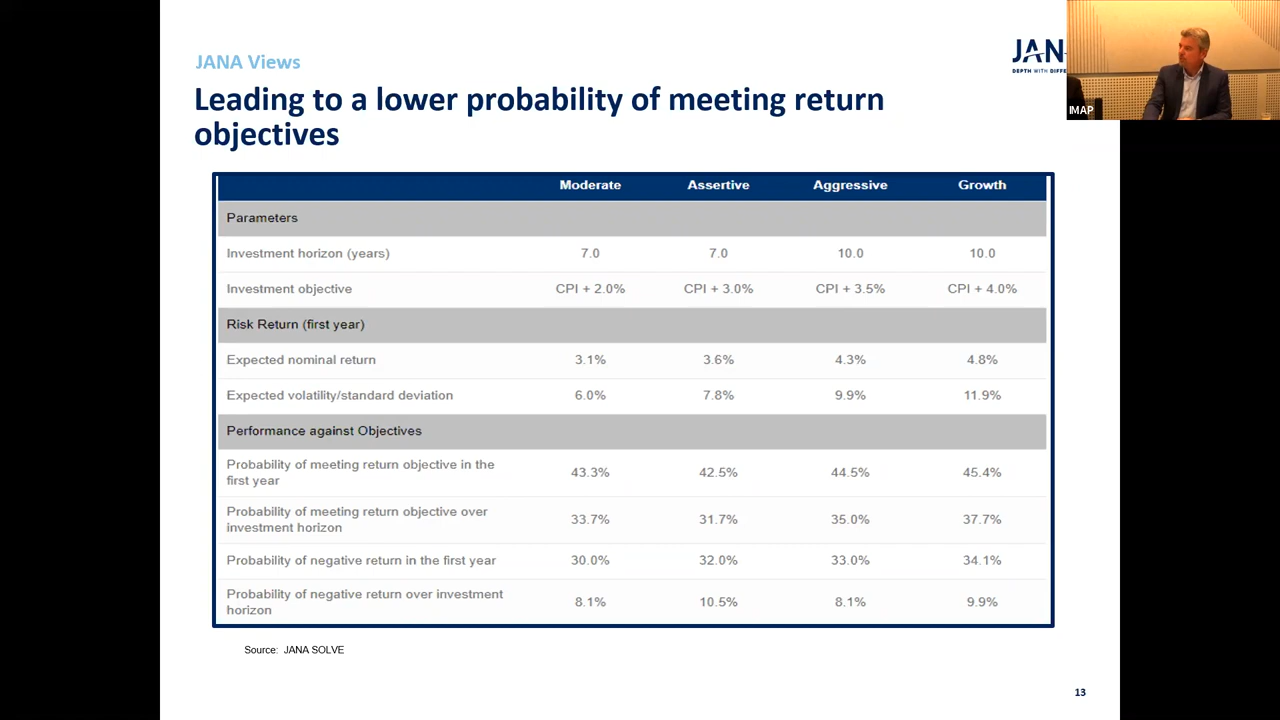 JANA Views
JAN
DEPTH WITH DIFFE
IMAP
Leading to a lower probability of meeting return
objectives
Moderate Assertive Aggressive Growth
Parameters
Investment horizon (years) 7.0 7.0 10.0 10.0
Investment objective CPI + 2.0% CPI + 3.0% CPI + 3.5% CPI + 4.0%
Risk Return (first year)
Expected nominal return 3.1% 3.6% 4.3% 4.8%
Expected volatility/standard deviation 6.0% 7.8% 9.9% 11.9%
Performance against Objectives
Probability of meeting return objective in the
first year 43.3% 42.5% 44.5% 45.4%
Probability of meeting return objective over
investment horizon 33.7% 31.7% 35.0% 37.7%
Probability of negative return in the first year 30.0% 32.0% 33.0% 34.1%
Probability of negative return over investment
horizon 8.1% 10.5% 8.1% 9.9%
Source: JANA SOLVE
13